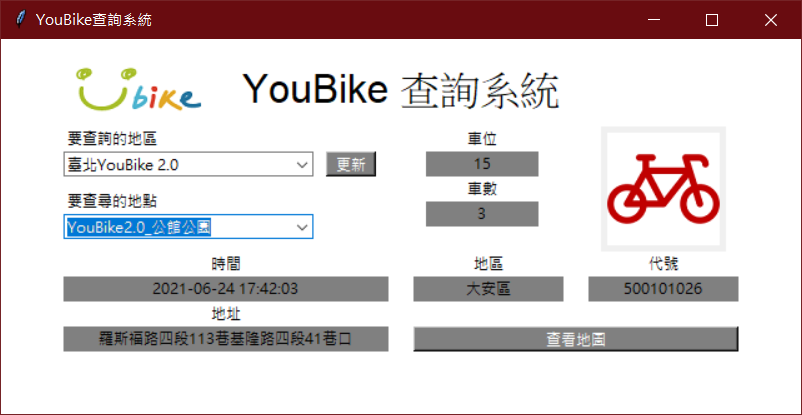 YouBike查詢系統
Ubike
YouBike 查詢系統
要查詢的地區
臺北YouBike 2.0
更新
車位
15
要查尋的地點
車數
YouBike2.0_公館公園
3
時間
地區
代號
2021-06-24 17:42:03
大安區
500101026
地址
羅斯福路四段113巷基隆路四段41巷口
查看地圖